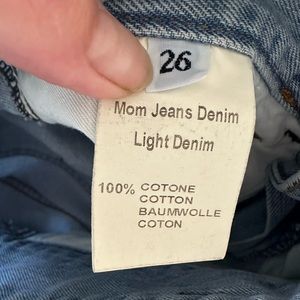 26
Mom Jeans Denim
Light Denim
100% COTONE
COTTON
BAUMWOLLE
COTON